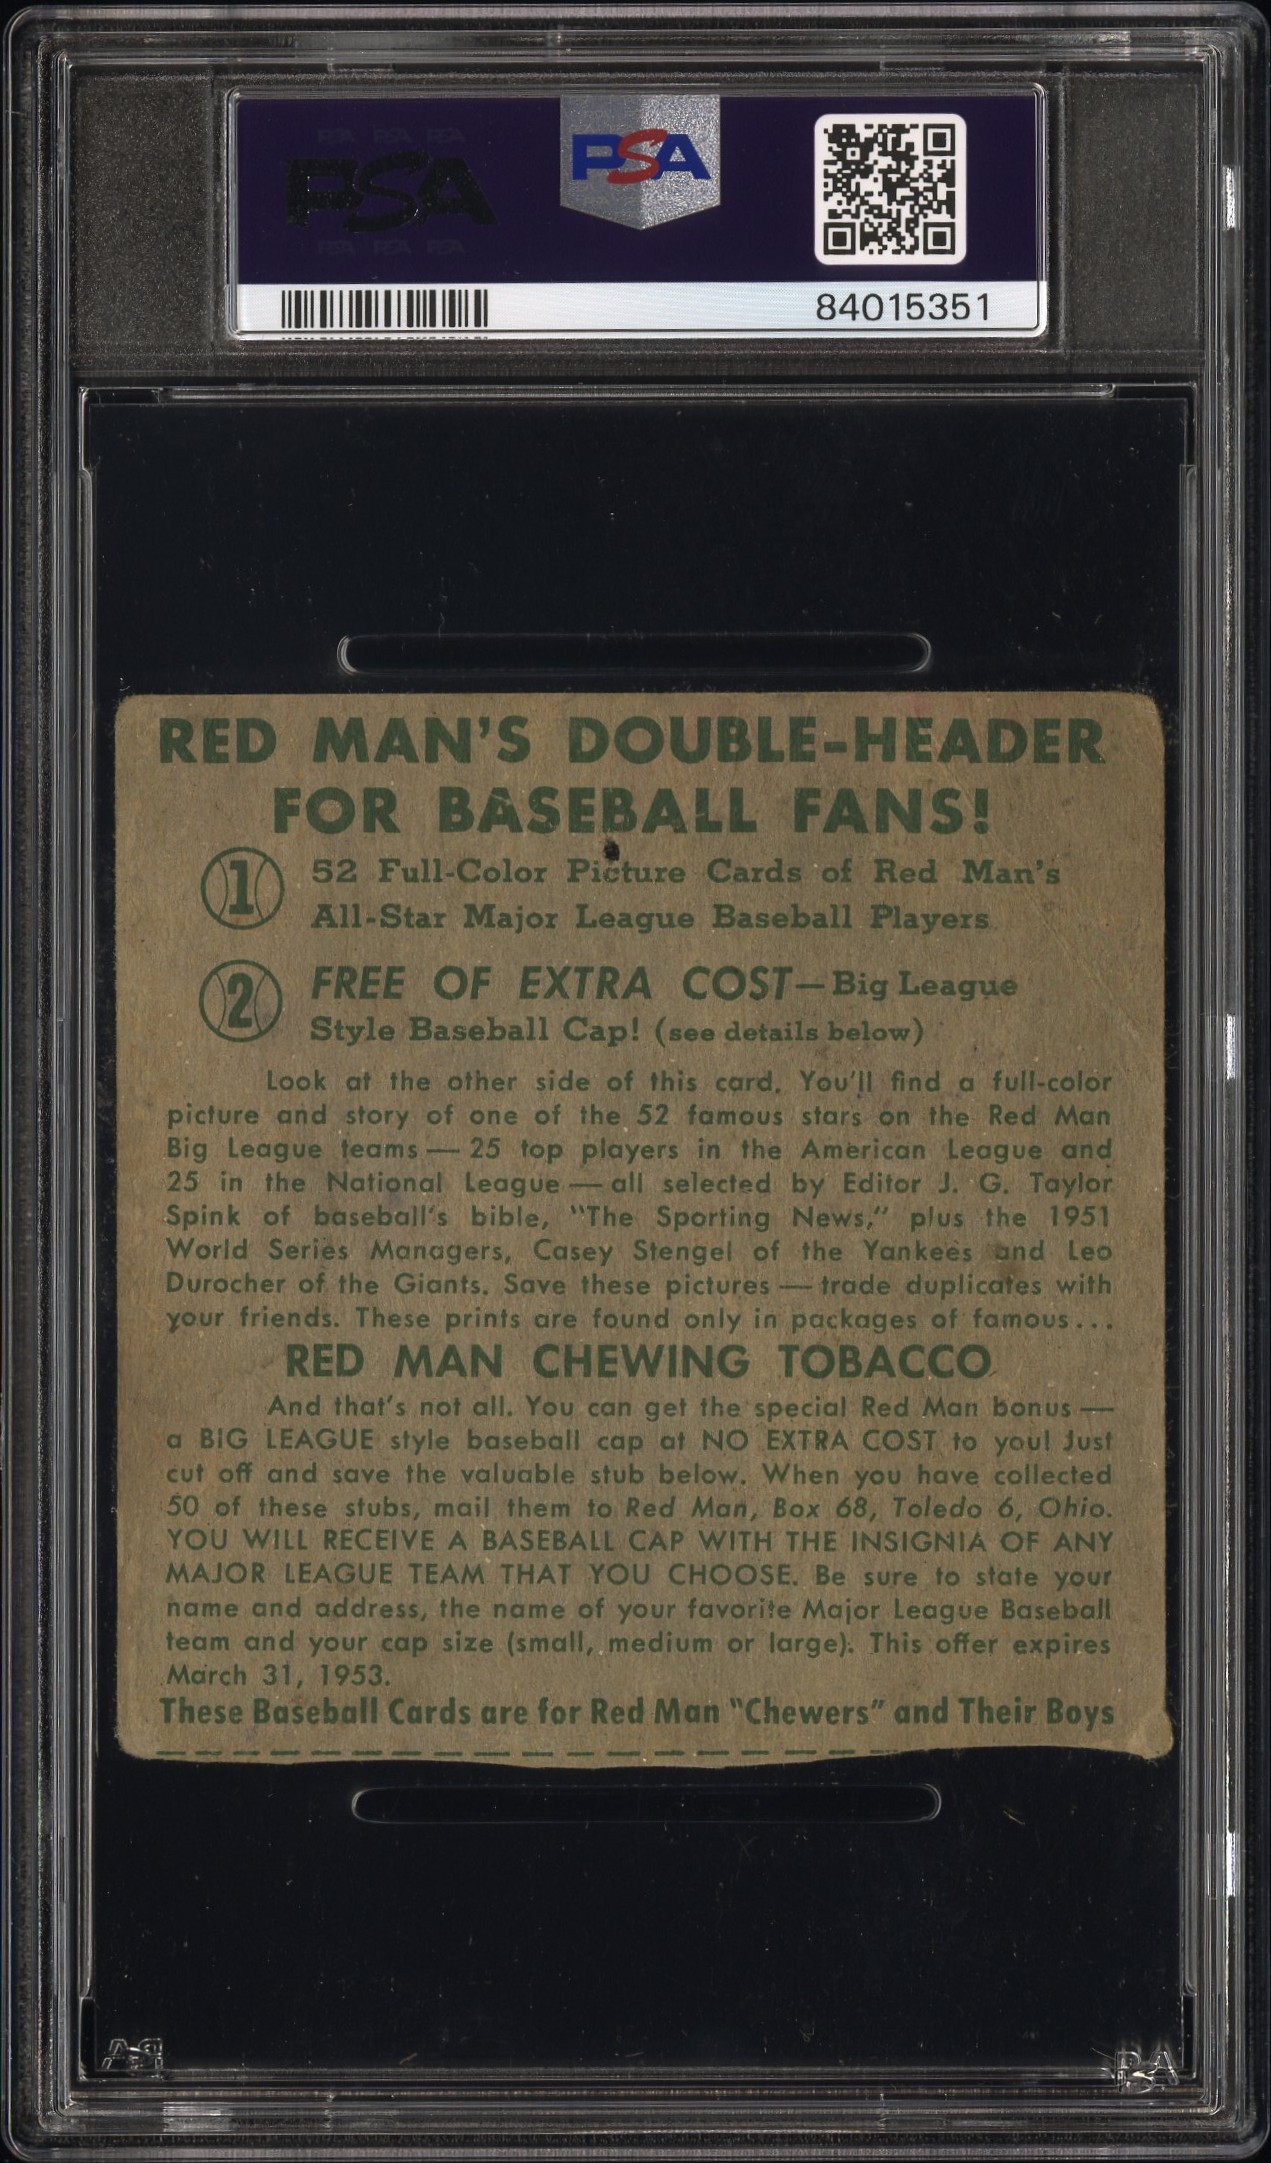 PSA PSA PSA
PSA
PSA PSA PSA
PSA
84015351
RED MAN'S DOUBLE-HEADER
FOR BASEBALL FANS!
1 52 Full-Color Picture Cards of Red Man's
All-Star Major League Baseball Players
2 FREE OF EXTRA COST—Big League
Style Baseball Cap! (see details below)
Look at the other side of this card. You'll find a full-color
picture and story of one of the 52 famous stars on the Red Man
Big League teams — 25 top players in the American League and
25 in the National League — all selected by Editor J. G. Taylor
Spink of baseball's bible, "The Sporting News," plus the 1951
World Series Managers, Casey Stengel of the Yankees and Leo
Durocher of the Giants. Save these pictures — trade duplicates with
your friends. These prints are found only in packages of famous...
RED MAN CHEWING TOBACCO
And that's not all. You can get the special Red Man bonus —
a BIG LEAGUE style baseball cap at NO EXTRA COST to you! Just
cut off and save the valuable stub below. When you have collected
50 of these stubs, mail them to Red Man, Box 68, Toledo 6, Ohio.
YOU WILL RECEIVE A BASEBALL CAP WITH THE INSIGNIA OF ANY
MAJOR LEAGUE TEAM THAT YOU CHOOSE. Be sure to state your
name and address, the name of your favorite Major League Baseball
team and your cap size (small, medium or large). This offer expires
March 31, 1953.
These Baseball Cards are for Red Man "Chewers" and Their Boys
PSA
PSA